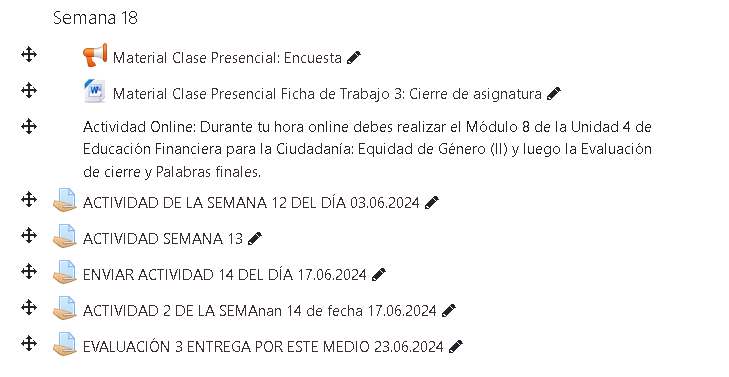 Semana 18
Material Clase Presencial: Encuesta
Material Clase Presencial Ficha de Trabajo 3: Cierre de asignatura
Actividad Online: Durante tu hora online debes realizar el Módulo 8 de la Unidad 4 de
Educación Financiera para la Ciudadanía: Equidad de Género (II) y luego la Evaluación
de cierre y Palabras finales.
ACTIVIDAD DE LA SEMANA 12 DEL DÍA 03.06.2024
ACTIVIDAD SEMANA 13
ENVIAR ACTIVIDAD 14 DEL DÍA 17.06.2024
ACTIVIDAD 2 DE LA SEMAnan 14 de fecha 17.06.2024
EVALUACIÓN 3 ENTREGA POR ESTE MEDIO 23.06.2024